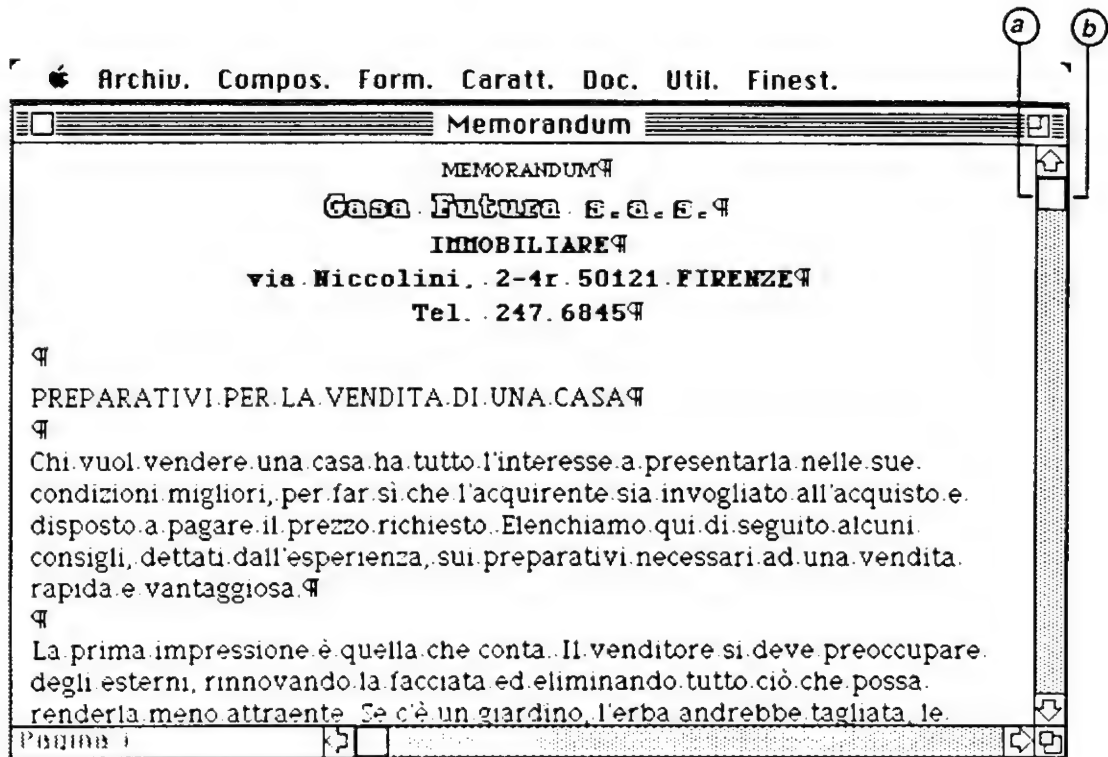 a b
Archiv. Compos. Form. Caratt. Doc. Util. Finest.
Memorandum
MEMORANDUM¶
Casa Futura s.a.s.¶
IMMOBILIARE¶
via Niccolini, 2-4r 50121 FIRENZE¶
Tel. 247.6845¶
¶
PREPARATIVI PER LA VENDITA DI UNA CASA¶
¶
Chi vuol vendere una casa ha tutto l'interesse a presentarla nelle sue
condizioni migliori, per far sì che l'acquirente sia invogliato all'acquisto e
disposto a pagare il prezzo richiesto. Elenchiamo qui di seguito alcuni
consigli, dettati dall'esperienza, sui preparativi necessari ad una vendita
rapida e vantaggiosa.¶
¶
La prima impressione è quella che conta. Il venditore si deve preoccupare
degli esterni, rinnovando la facciata ed eliminando tutto ciò che possa
renderla meno attraente. Se c'è un giardino, l'erba andrebbe tagliata, le
Pagina 1